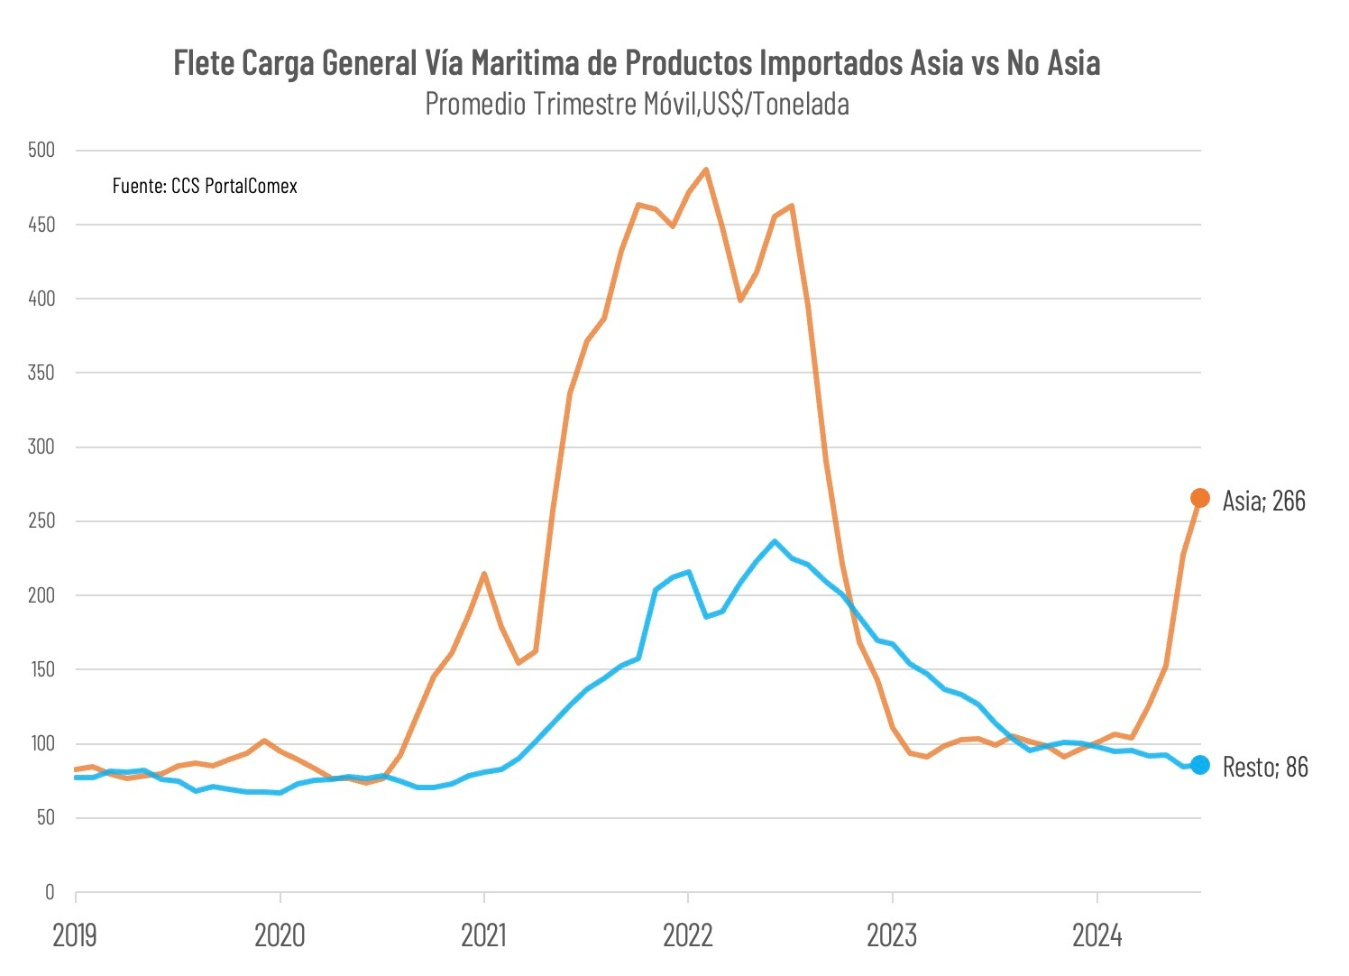 Flete Carga General Vía Maritima de Productos Importados Asia vs No Asia
Promedio Trimestre Móvil,US$/Tonelada
500
Fuente: CCS PortalComex
450
400
350
300
250
Asia; 266
200
150
100
Resto; 86
50
0
2019 2020 2021 2022 2023 2024